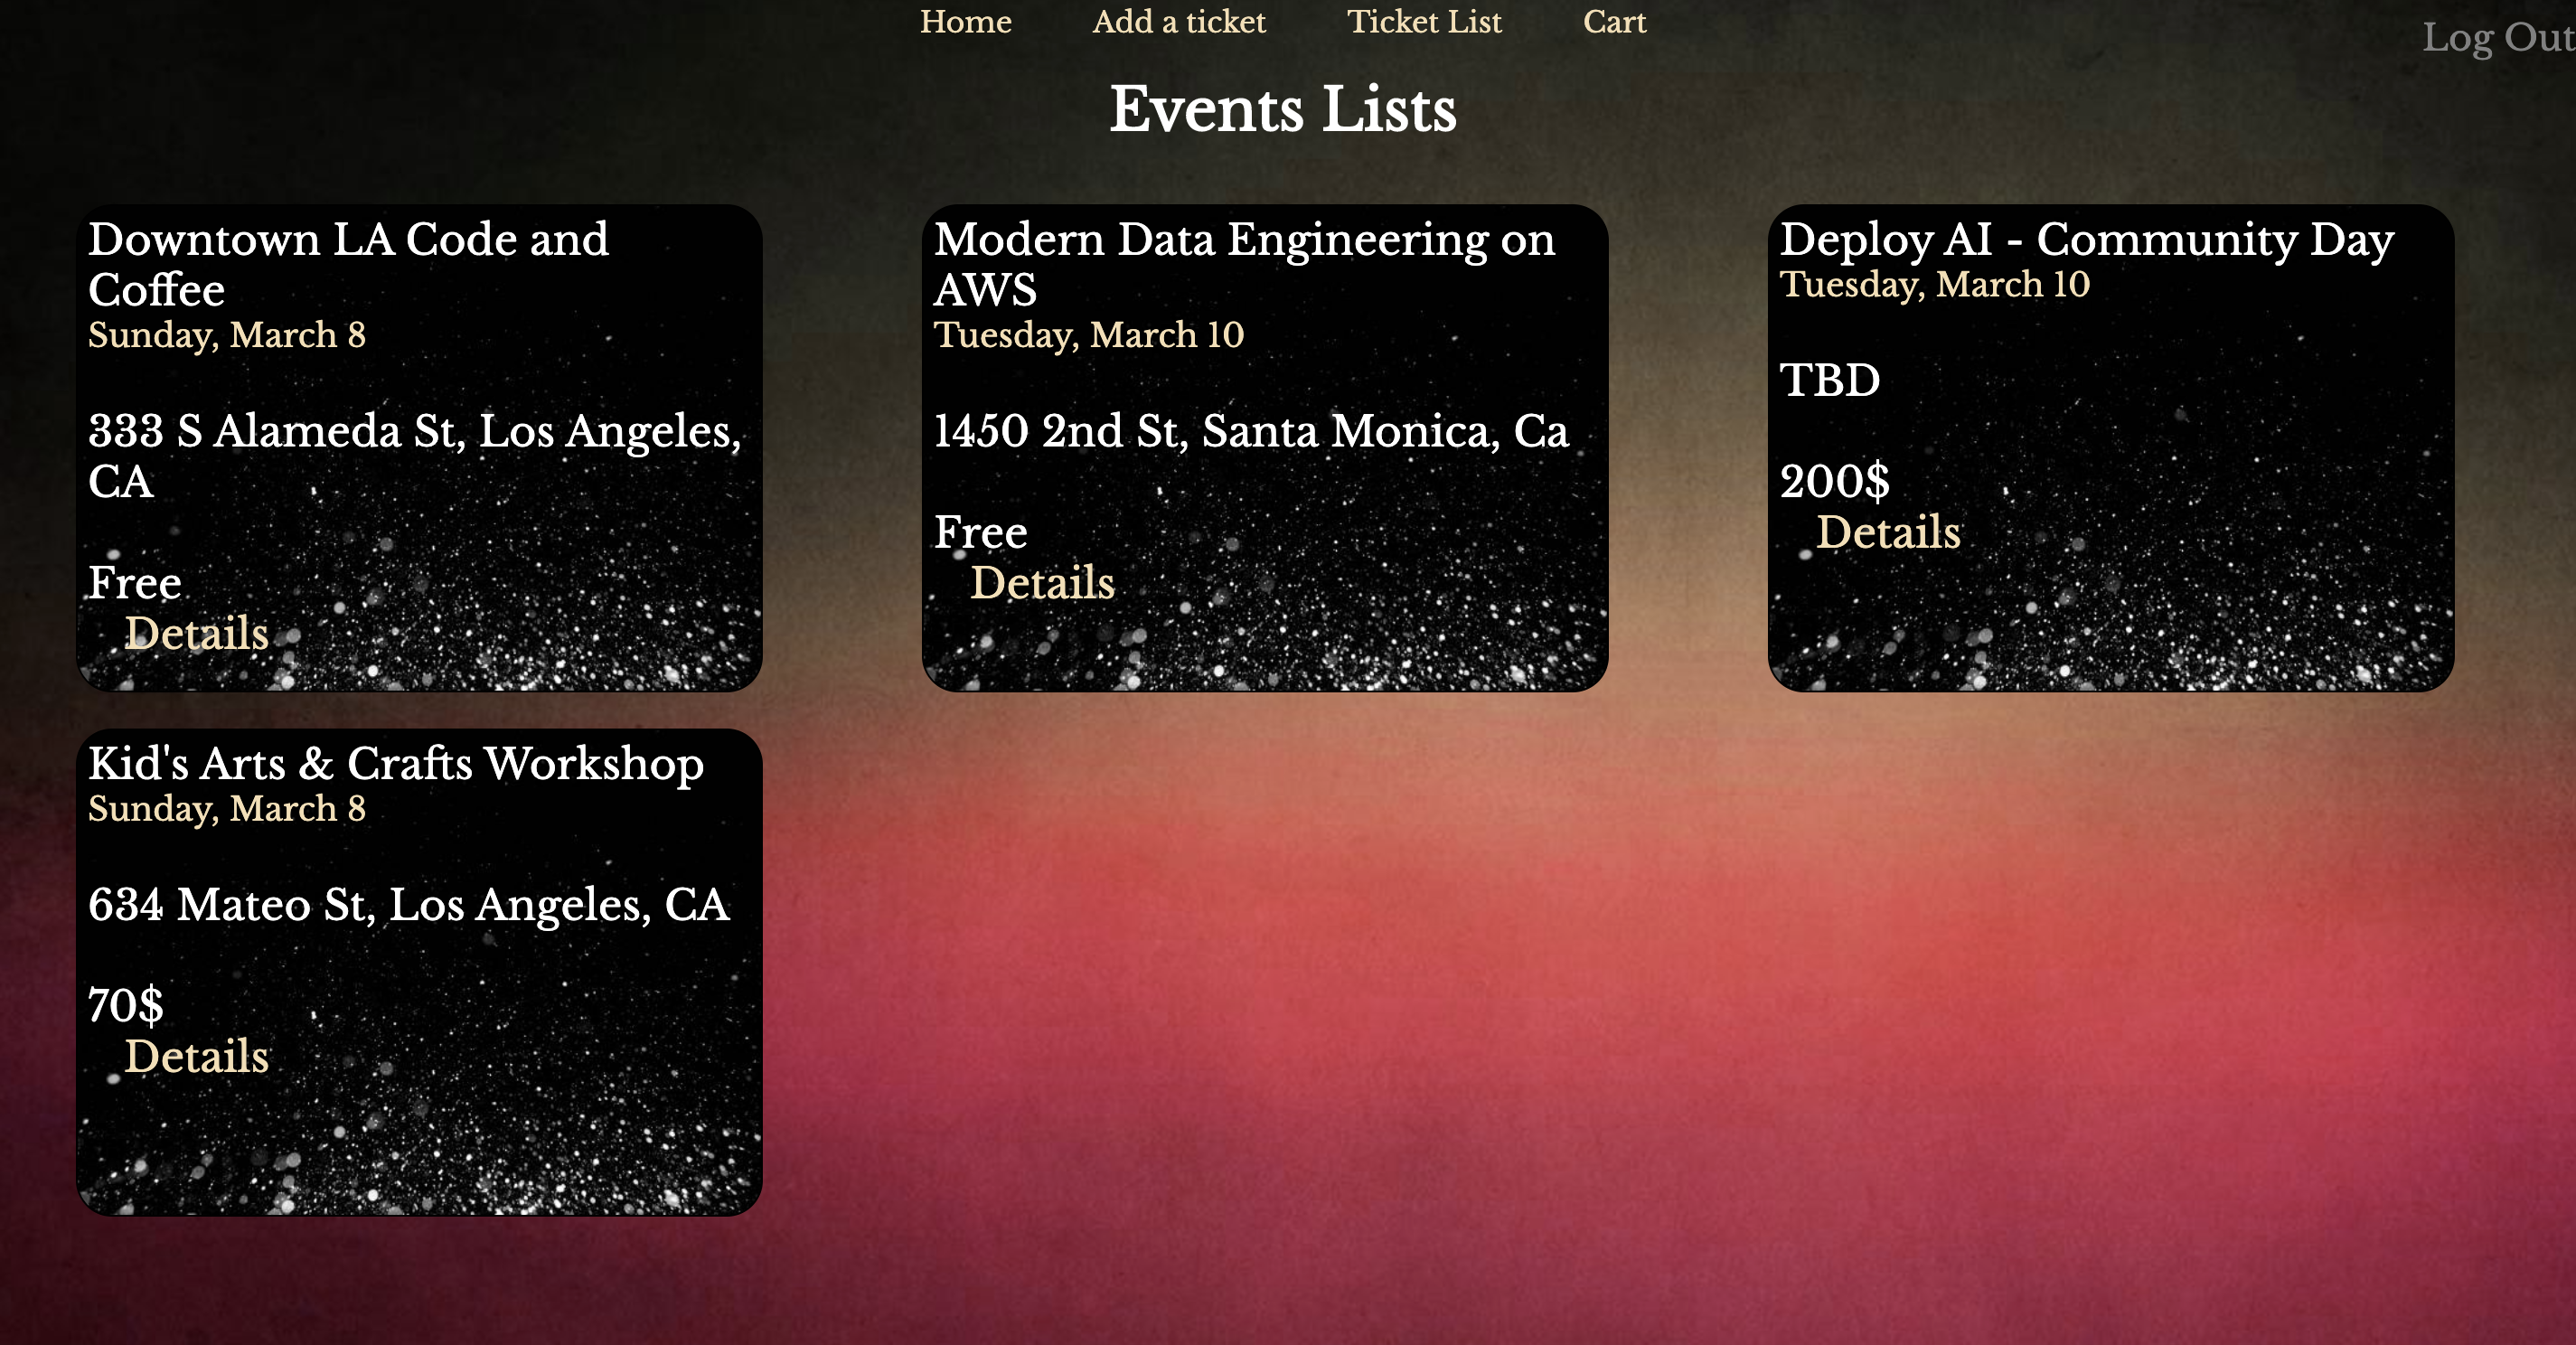 Home Add a ticket Ticket List Cart
Log Out
Events Lists
Downtown LA Code and
Coffee
Sunday, March 8
333 S Alameda St, Los Angeles,
CA
Free
Details
Modern Data Engineering on
AWS
Tuesday, March 10
1450 2nd St, Santa Monica, Ca
Free
Details
Deploy AI - Community Day
Tuesday, March 10
TBD
200$
Details
Kid's Arts & Crafts Workshop
Sunday, March 8
634 Mateo St, Los Angeles, CA
70$
Details